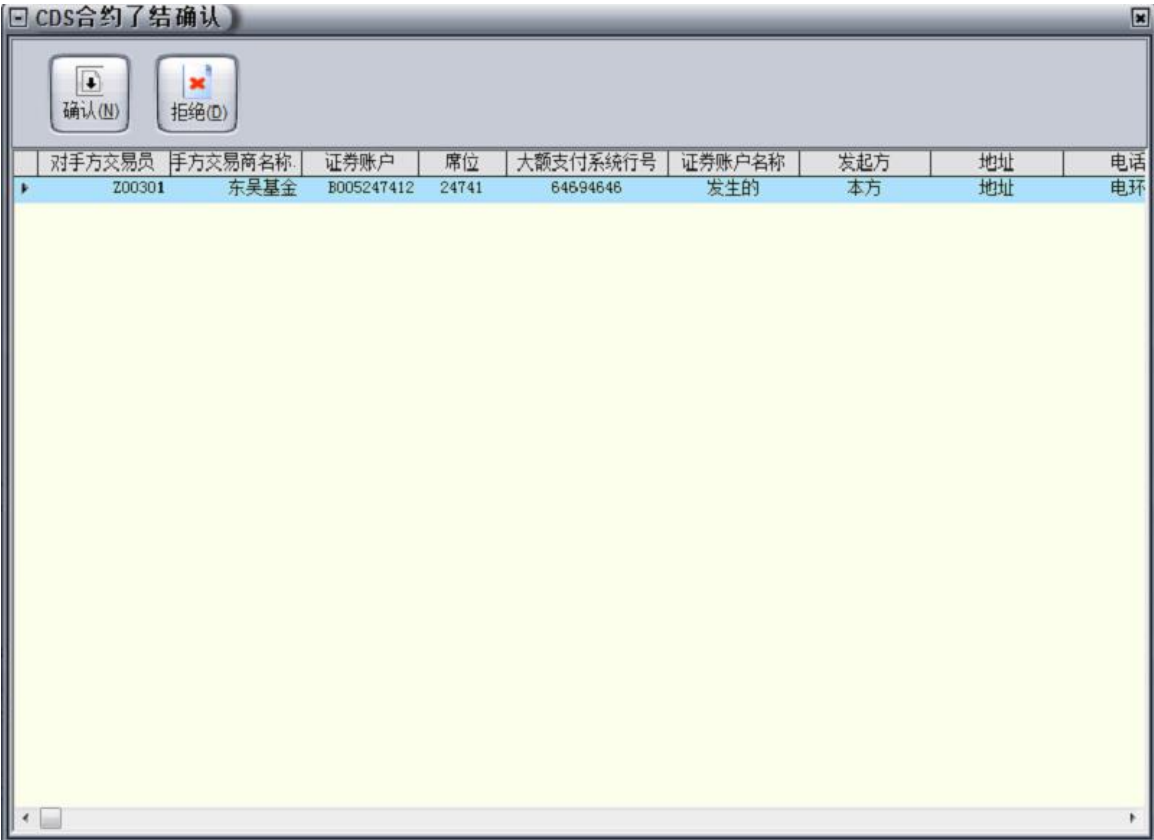 CDS合约了结确认
确认(N) 拒绝(D)
对手方交易员 手方交易商名称. 证券账户 席位 大额支付系统行号 证券账户名称 发起方 地址 电话
Z00301 东吴基金 B005247412 24741 64694646 发生的 本方 地址 电环